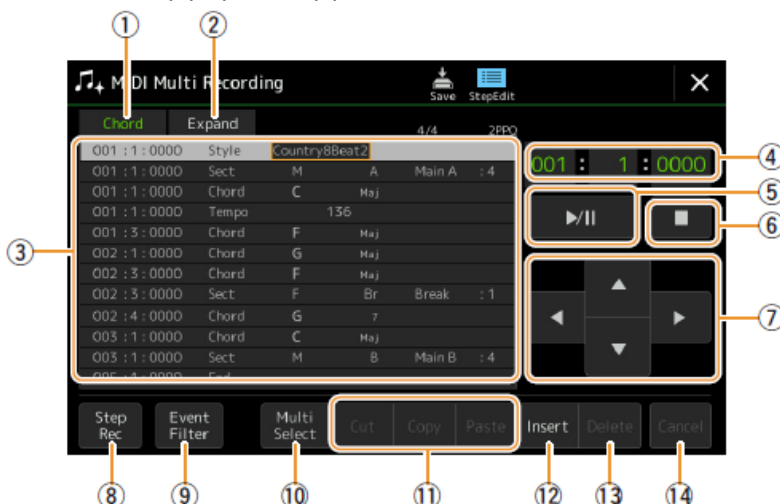 ① ②
MIDI Multi Recording Save StepEdit ×
Chord Expand 4/4 2PPQ
001 : 1 : 0000 Style Country8Beat2
001 : 1 : 0000 Sect M A Main A : 4
001 : 1 : 0000 Chord C Maj
001 : 1 : 0000 Tempo 136
001 : 3 : 0000 Chord F Maj
002 : 1 : 0000 Chord G Maj
002 : 3 : 0000 Chord F Maj
002 : 3 : 0000 Sect F Br Break : 1
002 : 4 : 0000 Chord G 7
003 : 1 : 0000 Chord C Maj
003 : 1 : 0000 Sect M B Main B : 4
③
001 : 1 : 0000 ④
⑤
▶/II ■ ⑥
⑦
Step Rec
Event Filter
Multi Select
Cut Copy Paste Insert Delete Cancel
⑧ ⑨ ⑩ ⑪ ⑫ ⑬ ⑭